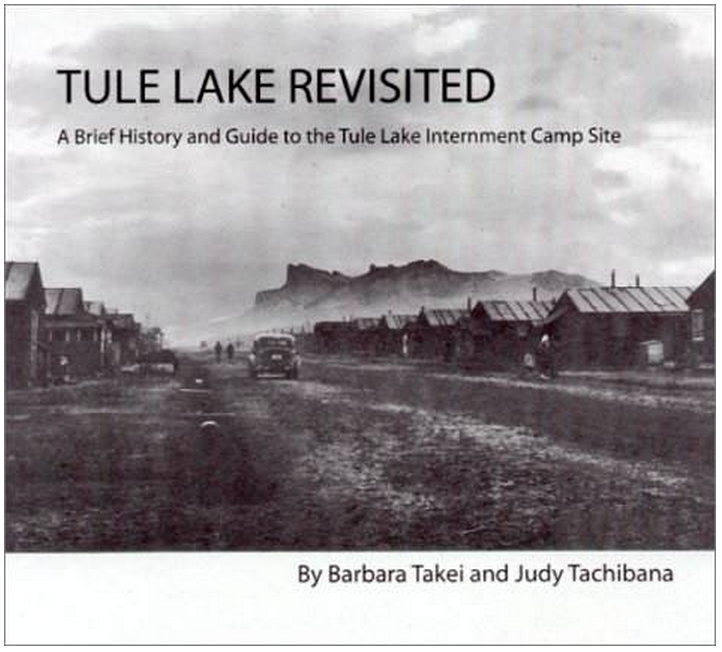 TULE LAKE REVISITED
A Brief History and Guide to the Tule Lake Internment Camp Site
By Barbara Takei and Judy Tachibana